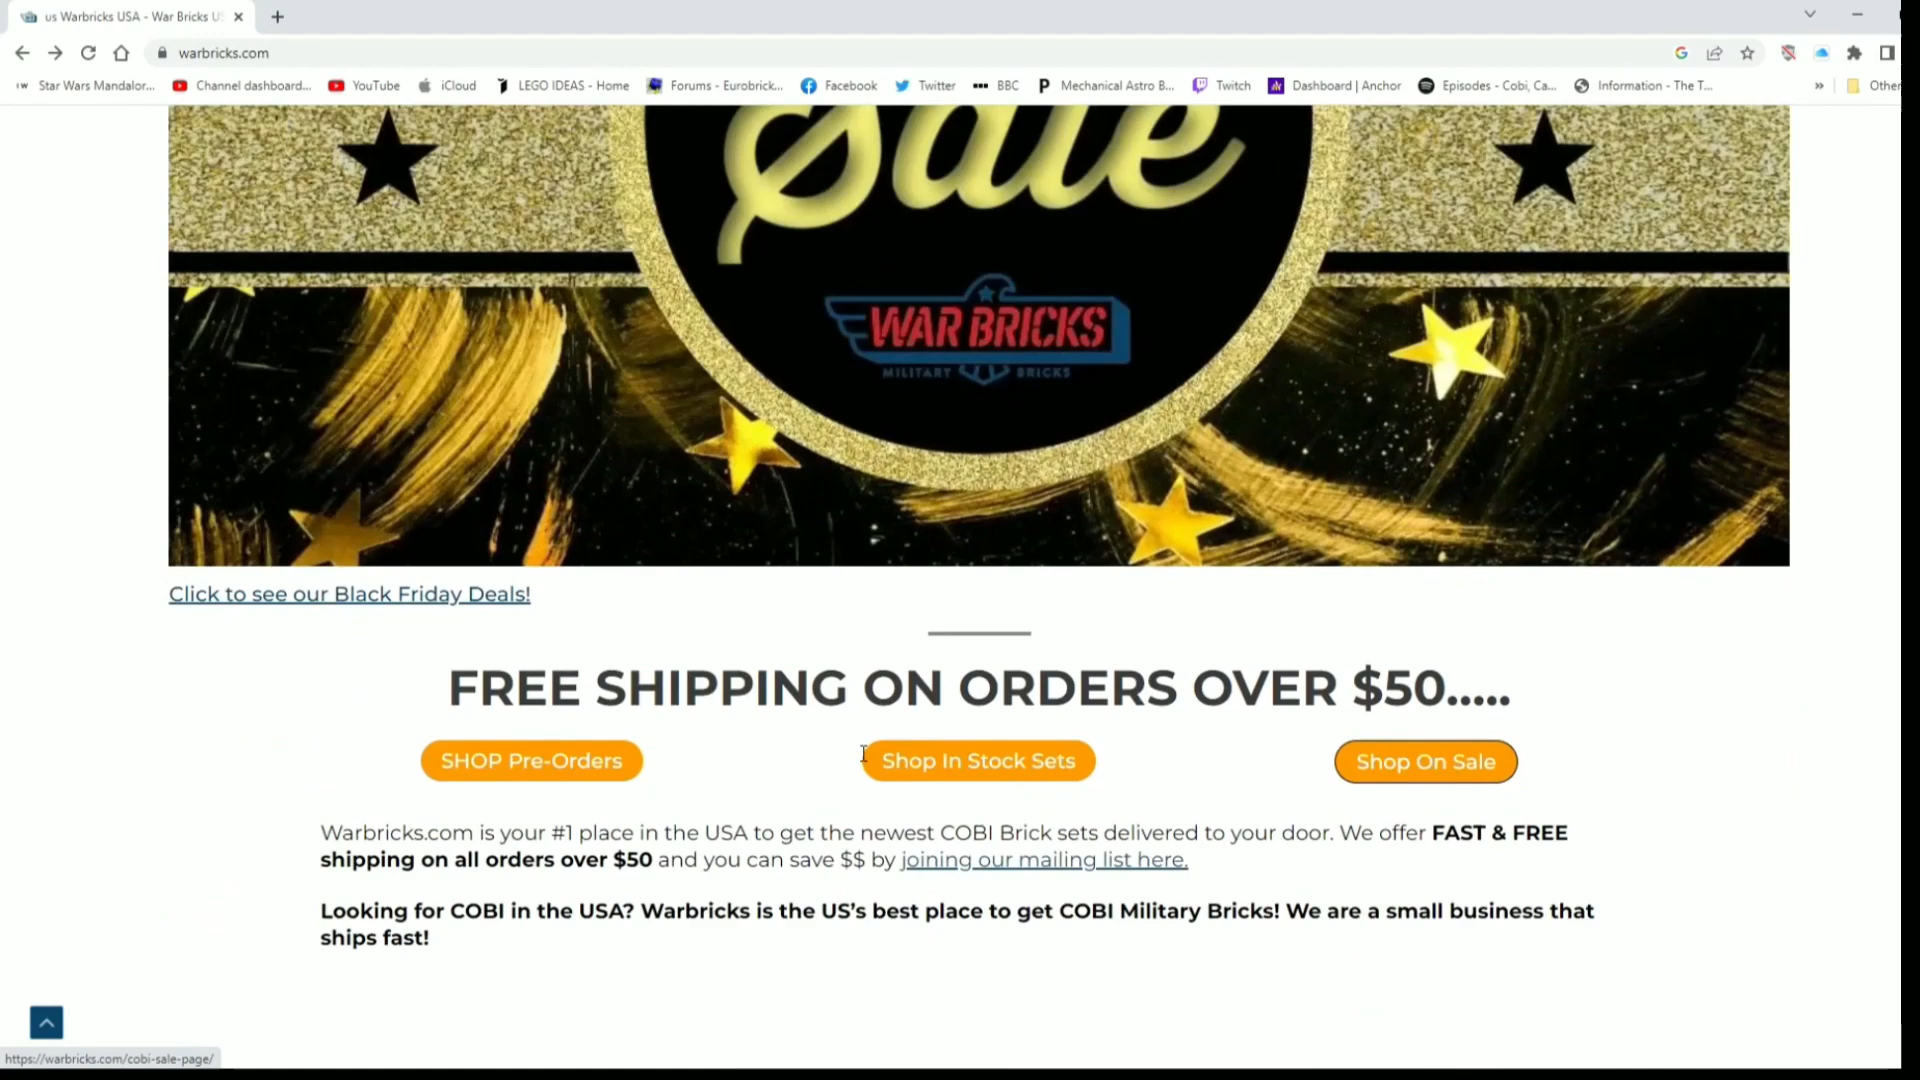 us Warbricks USA - War Bricks US
warbricks.com
Star Wars Mandalor...
Channel dashboard...
YouTube
iCloud
LEGO IDEAS - Home
Forums - Eurobrick...
Facebook
Twitter
BBC
Mechanical Astro B...
Twitch
Dashboard | Anchor
Episodes - Cobi, Ca...
Information - The T...
»
Other
Sale
WAR BRICKS
MILITARY BRICKS
Click to see our Black Friday Deals!
FREE SHIPPING ON ORDERS OVER $50.....
SHOP Pre-Orders
Shop In Stock Sets
Shop On Sale
Warbricks.com is your #1 place in the USA to get the newest COBI Brick sets delivered to your door. We offer FAST & FREE
shipping on all orders over $50 and you can save $$ by joining our mailing list here.
Looking for COBI in the USA? Warbricks is the US's best place to get COBI Military Bricks! We are a small business that
ships fast!
https://warbricks.com/cobi-sale-page/